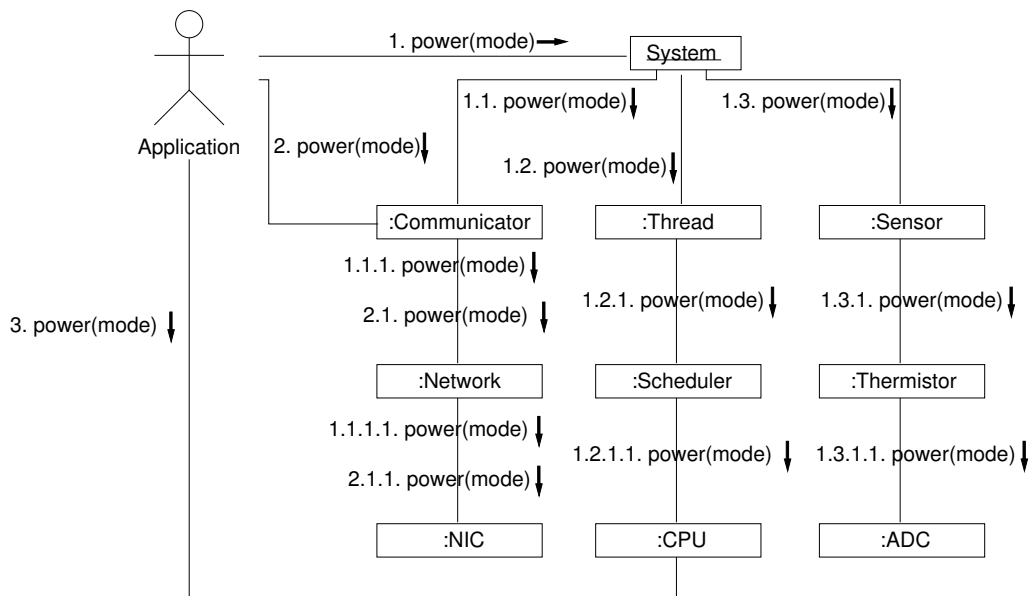 1. power(mode)
System
1.1. power(mode)
1.3. power(mode)
Application
2. power(mode)
1.2. power(mode)
:Communicator
:Thread
:Sensor
1.1.1. power(mode)
1.2.1. power(mode)
1.3.1. power(mode)
2.1. power(mode)
3. power(mode)
:Network
:Scheduler
:Thermistor
1.1.1.1. power(mode)
1.2.1.1. power(mode)
1.3.1.1. power(mode)
2.1.1. power(mode)
:NIC
:CPU
:ADC